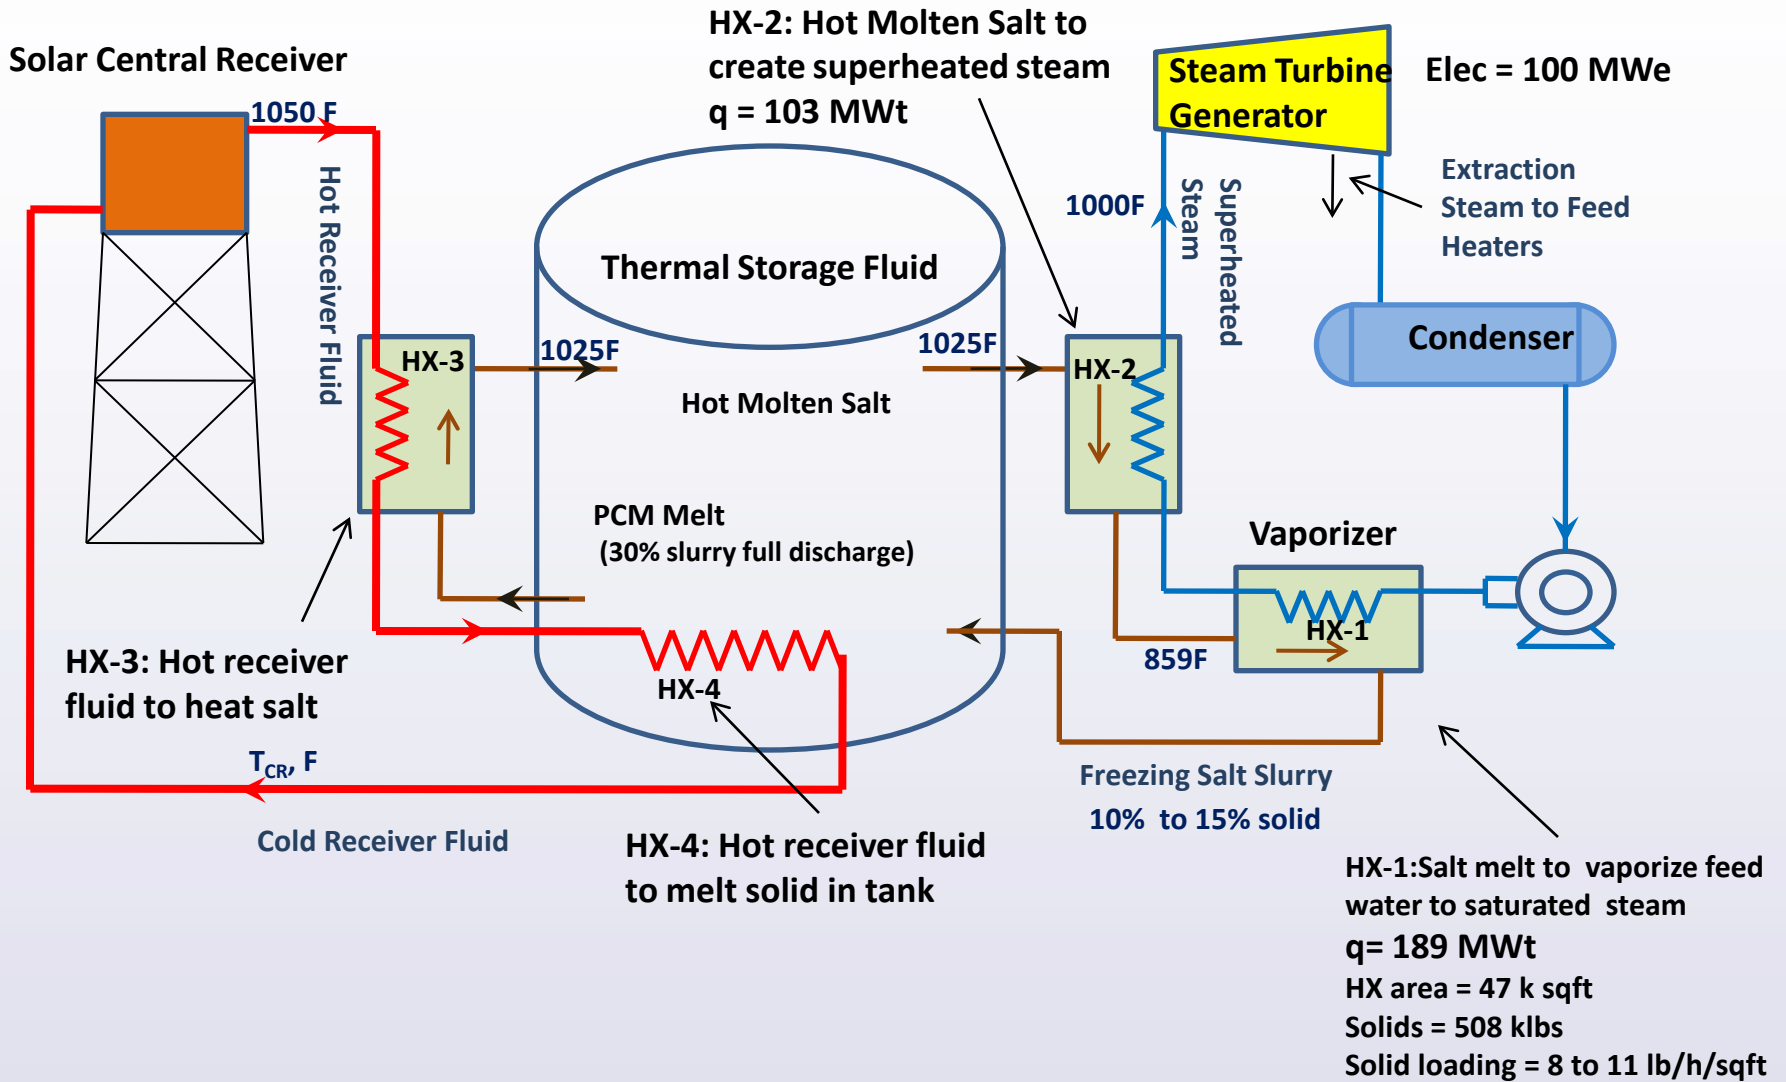 HX-2: Hot Molten Salt to
create superheated steam
q = 103 MWt
Solar Central Receiver
1050 F
Hot Receiver Fluid
Steam Turbine
Generator
Elec = 100 MWe
Extraction
Steam to Feed
Heaters
1000F
Superheated
Steam
Thermal Storage Fluid
Condenser
HX-3
1025F
1025F
HX-2
Hot Molten Salt
PCM Melt
(30% slurry full discharge)
Vaporizer
HX-1
859F
HX-3: Hot receiver
fluid to heat salt
HX-4
TCR, F
Cold Receiver Fluid
Freezing Salt Slurry
10% to 15% solid
HX-4: Hot receiver fluid
to melt solid in tank
HX-1:Salt melt to vaporize feed
water to saturated steam
q= 189 MWt
HX area = 47 k sqft
Solids = 508 klbs
Solid loading = 8 to 11 lb/h/sqft